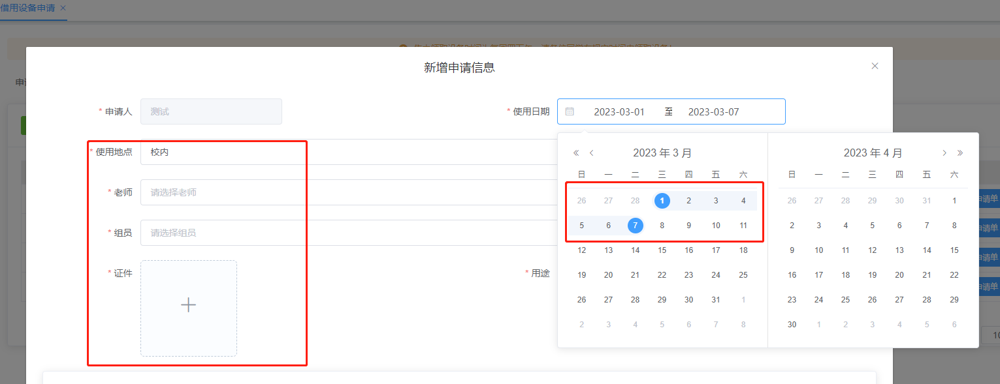 借用设备申请
新增申请信息
* 申请人 测试
* 使用日期 2023-03-01 至 2023-03-07
* 使用地点 校内
* 老师 请选择老师
* 组员 请选择组员
* 证件
* 用途
2023 年 3 月
日 一 二 三 四 五 六
26 27 28 1 2 3 4
5 6 7 8 9 10 11
12 13 14 15 16 17 18
19 20 21 22 23 24 25
26 27 28 29 30 31 1
2 3 4 5 6 7 8
2023 年 4 月
日 一 二 三 四 五 六
26 27 28 29 30 31 1
2 3 4 5 6 7 8
9 10 11 12 13 14 15
16 17 18 19 20 21 22
23 24 25 26 27 28 29
30 1 2 3 4 5 6
申请单
申请单
申请单
申请单
10